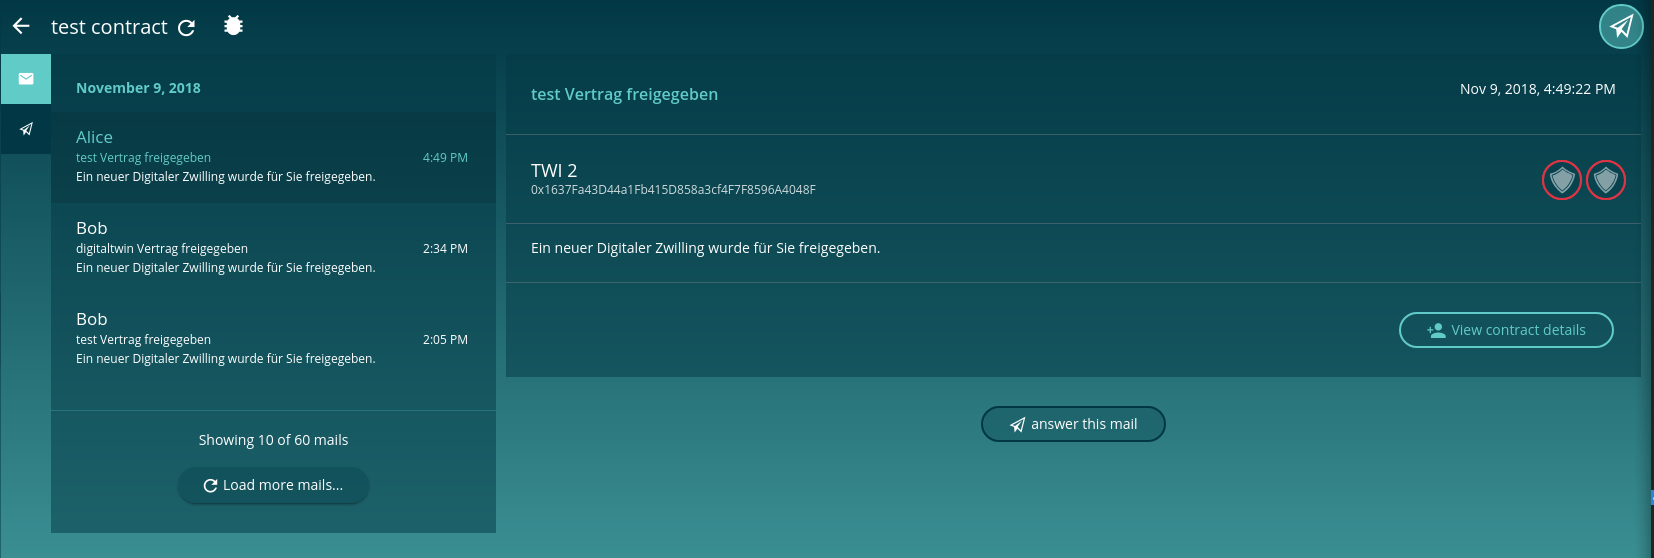 test contract
November 9, 2018
Alice
test Vertrag freigegeben 4:49 PM
Ein neuer Digitaler Zwilling wurde für Sie freigegeben.
Bob
digitaltwin Vertrag freigegeben 2:34 PM
Ein neuer Digitaler Zwilling wurde für Sie freigegeben.
Bob
test Vertrag freigegeben 2:05 PM
Ein neuer Digitaler Zwilling wurde für Sie freigegeben.
Showing 10 of 60 mails
Load more mails...
test Vertrag freigegeben Nov 9, 2018, 4:49:22 PM
TWI 2
0x1637Fa43D44a1Fb415D858a3cf4F7F8596A4048F
Ein neuer Digitaler Zwilling wurde für Sie freigegeben.
View contract details
answer this mail